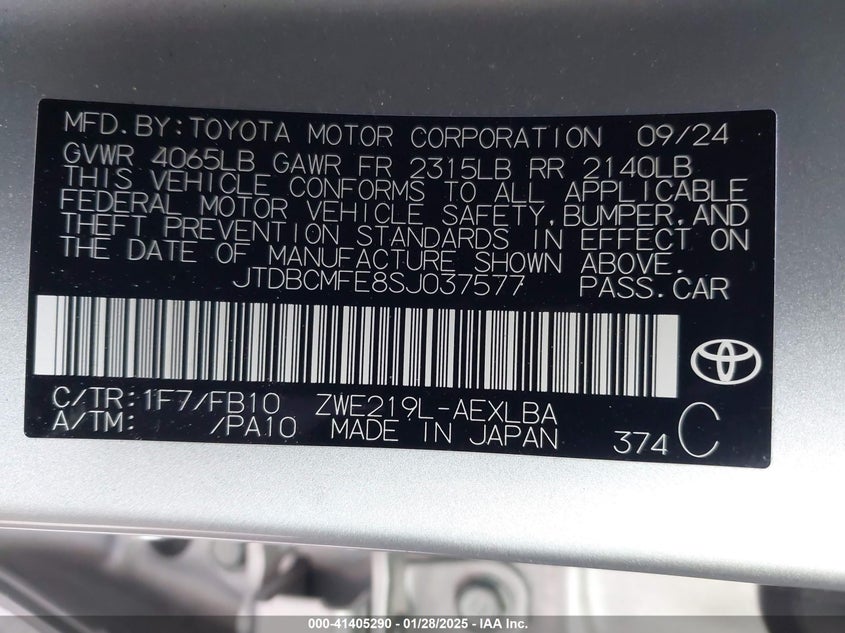 MFD.BY:TOYOTA MOTOR CORPORATION 09/24
GVWR 4065LB GAWR FR 2315LB RR 2140LB
THIS VEHICLE CONFORMS TO ALL APPLICABLE
FEDERAL MOTOR VEHICLE SAFETY,BUMPER,AND
THEFT PREVENTION STANDARDS IN EFFECT ON
THE DATE OF MANUFACTURE SHOWN ABOVE.
JTDBCMFE8SJ037577 PASS.CAR
C/TR:1F7/FB10 ZWE219L-AEXLBA
A/TM: /PA10 MADE IN JAPAN 374 C
000-41405290 - 01/28/2025 - IAA Inc.